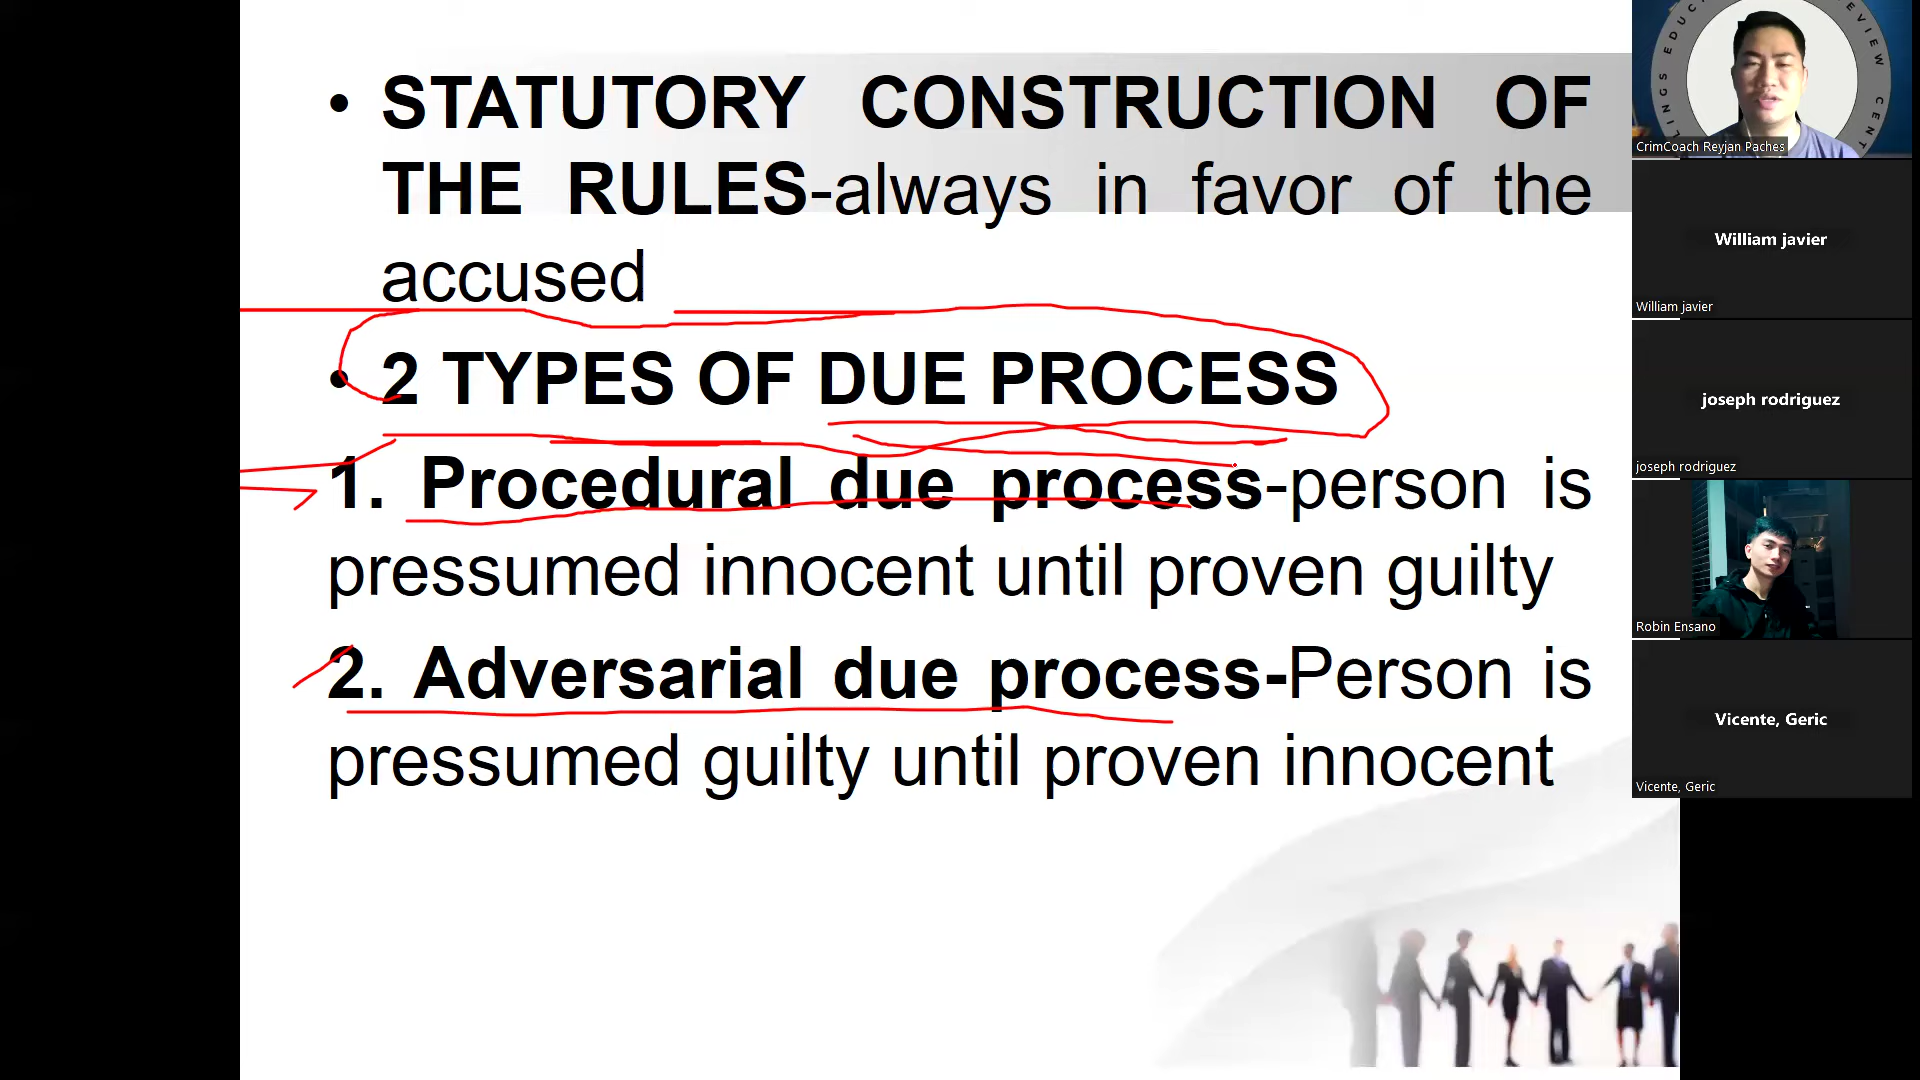 • STATUTORY CONSTRUCTION OF
THE RULES-always in favor of the
accused
• 2 TYPES OF DUE PROCESS
1. Procedural due process-person is
pressumed innocent until proven guilty
2. Adversarial due process-Person is
pressumed guilty until proven innocent
CrimCoach Reyjan Paches
William javier
William javier
joseph rodriguez
joseph rodriguez
Robin Ensano
Vicente, Geric
Vicente, Geric